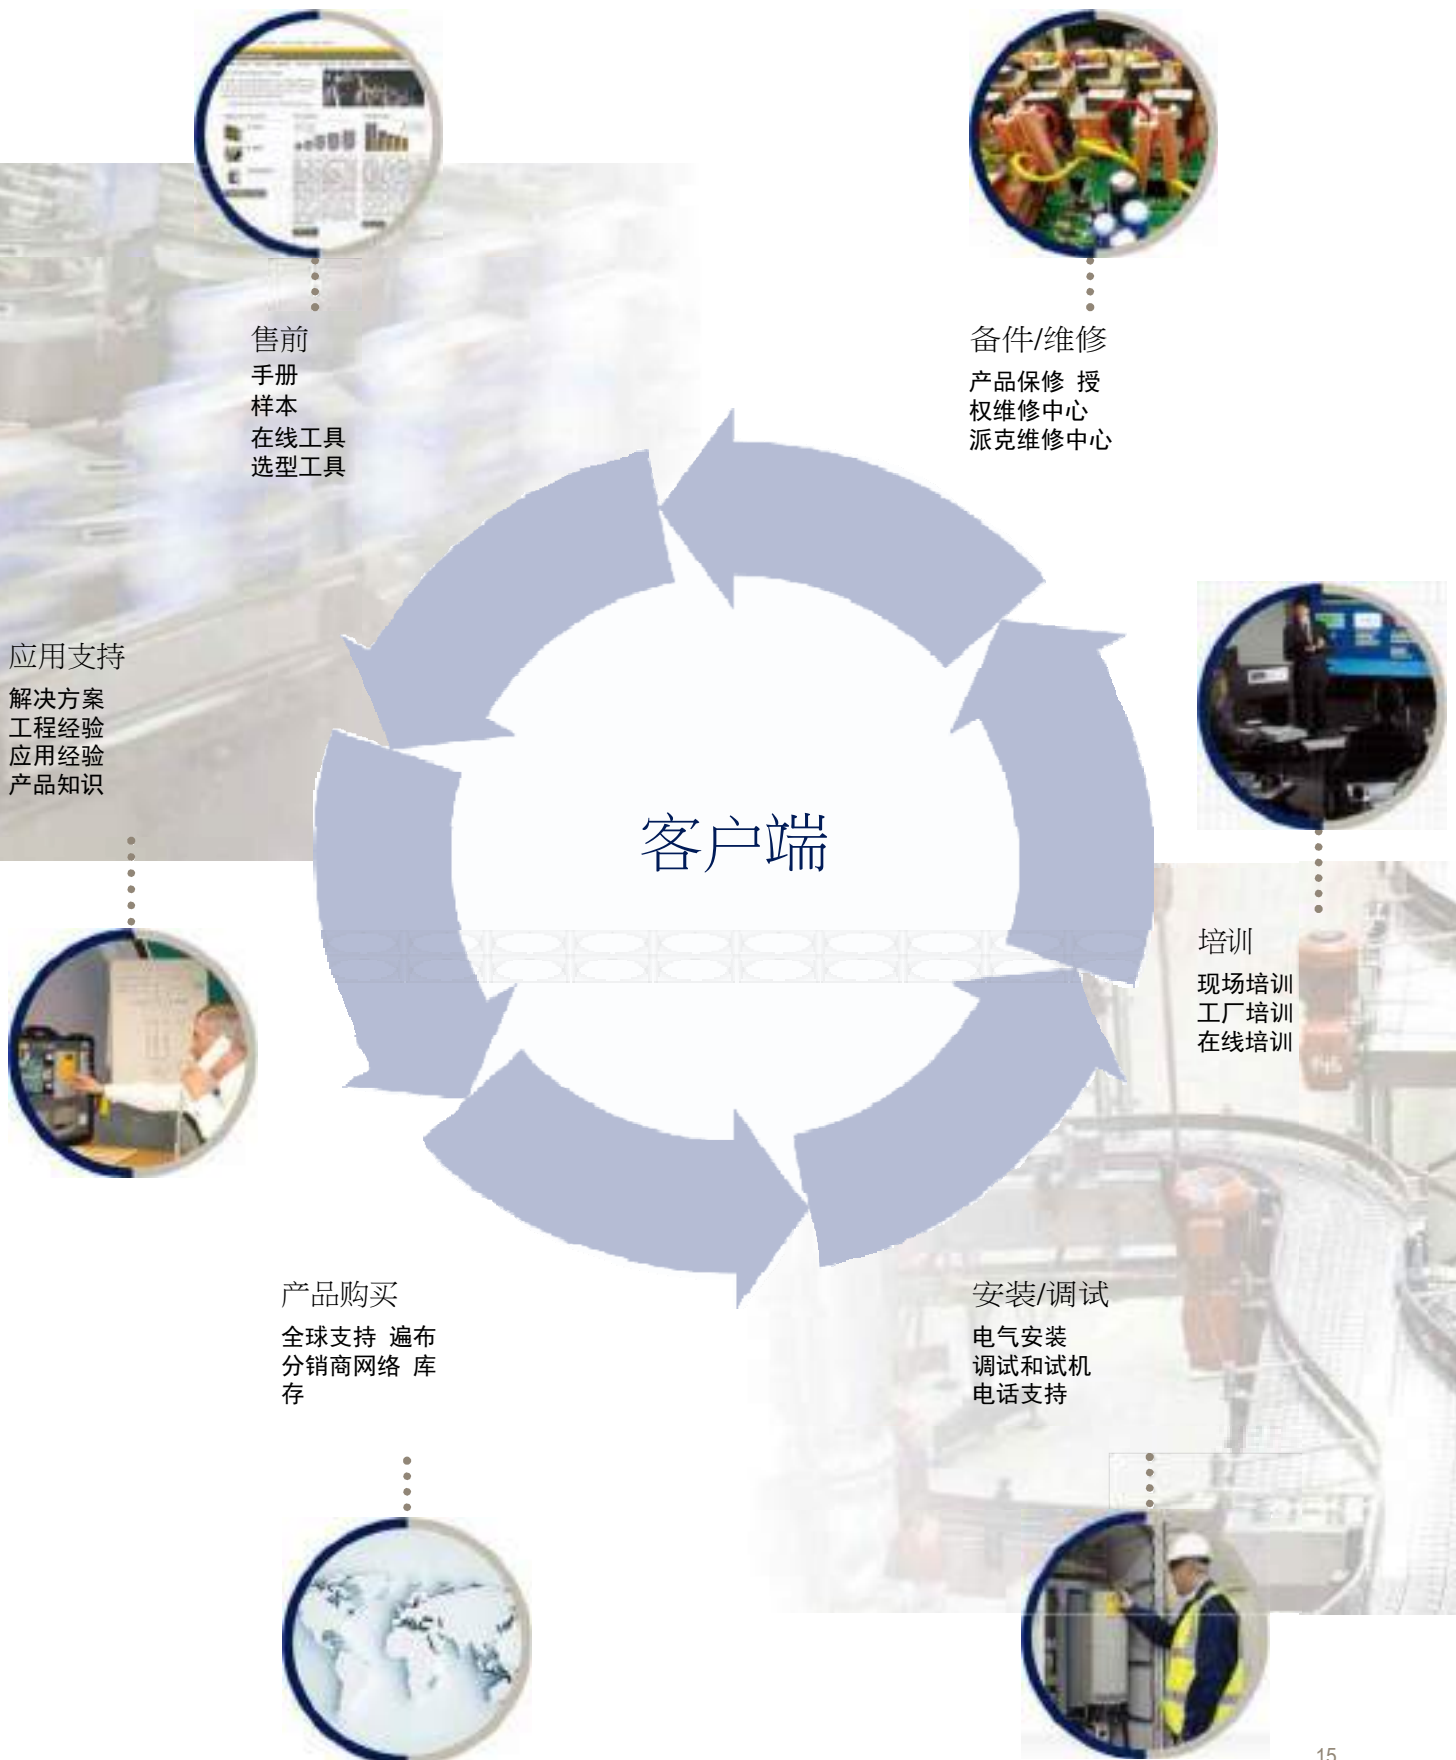 售前
手册
样本
在线工具
选型工具
备件/维修
产品保修 授
权维修中心
派克维修中心
应用支持
解决方案
工程经验
应用经验
产品知识
客户端
培训
现场培训
工厂培训
在线培训
产品购买
全球支持 遍布
分销商网络 库
存
安装/调试
电气安装
调试和试机
电话支持
15